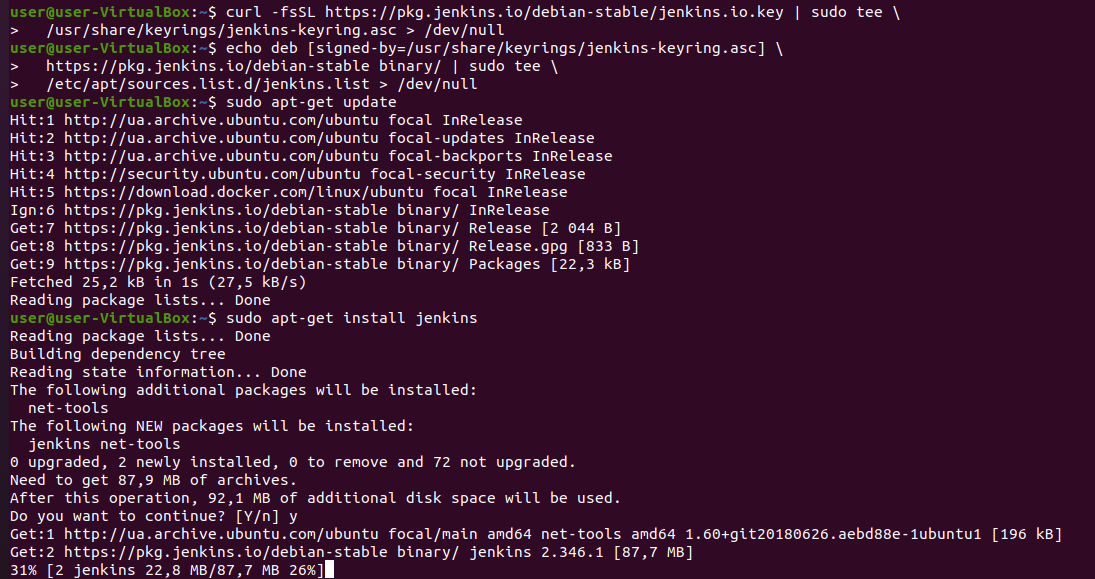 user@user-VirtualBox:~$ curl -fsSL https://pkg.jenkins.io/debian-stable/jenkins.io.key | sudo tee \
>   /usr/share/keyrings/jenkins-keyring.asc > /dev/null
user@user-VirtualBox:~$ echo deb [signed-by=/usr/share/keyrings/jenkins-keyring.asc] \
>   https://pkg.jenkins.io/debian-stable binary/ | sudo tee \
>   /etc/apt/sources.list.d/jenkins.list > /dev/null
user@user-VirtualBox:~$ sudo apt-get update
Hit:1 http://ua.archive.ubuntu.com/ubuntu focal InRelease
Hit:2 http://ua.archive.ubuntu.com/ubuntu focal-updates InRelease
Hit:3 http://ua.archive.ubuntu.com/ubuntu focal-backports InRelease
Hit:4 http://security.ubuntu.com/ubuntu focal-security InRelease
Hit:5 https://download.docker.com/linux/ubuntu focal InRelease
Ign:6 https://pkg.jenkins.io/debian-stable binary/ InRelease
Get:7 https://pkg.jenkins.io/debian-stable binary/ Release [2 044 B]
Get:8 https://pkg.jenkins.io/debian-stable binary/ Release.gpg [833 B]
Get:9 https://pkg.jenkins.io/debian-stable binary/ Packages [22,3 kB]
Fetched 25,2 kB in 1s (27,5 kB/s)
Reading package lists... Done
user@user-VirtualBox:~$ sudo apt-get install jenkins
Reading package lists... Done
Building dependency tree
Reading state information... Done
The following additional packages will be installed:
  net-tools
The following NEW packages will be installed:
  jenkins net-tools
0 upgraded, 2 newly installed, 0 to remove and 72 not upgraded.
Need to get 87,9 MB of archives.
After this operation, 92,1 MB of additional disk space will be used.
Do you want to continue? [Y/n] y
Get:1 http://ua.archive.ubuntu.com/ubuntu focal/main amd64 net-tools amd64 1.60+git20180626.aebd88e-1ubuntu1 [196 kB]
Get:2 https://pkg.jenkins.io/debian-stable binary/ jenkins 2.346.1 [87,7 MB]
31% [2 jenkins 22,8 MB/87,7 MB 26%]